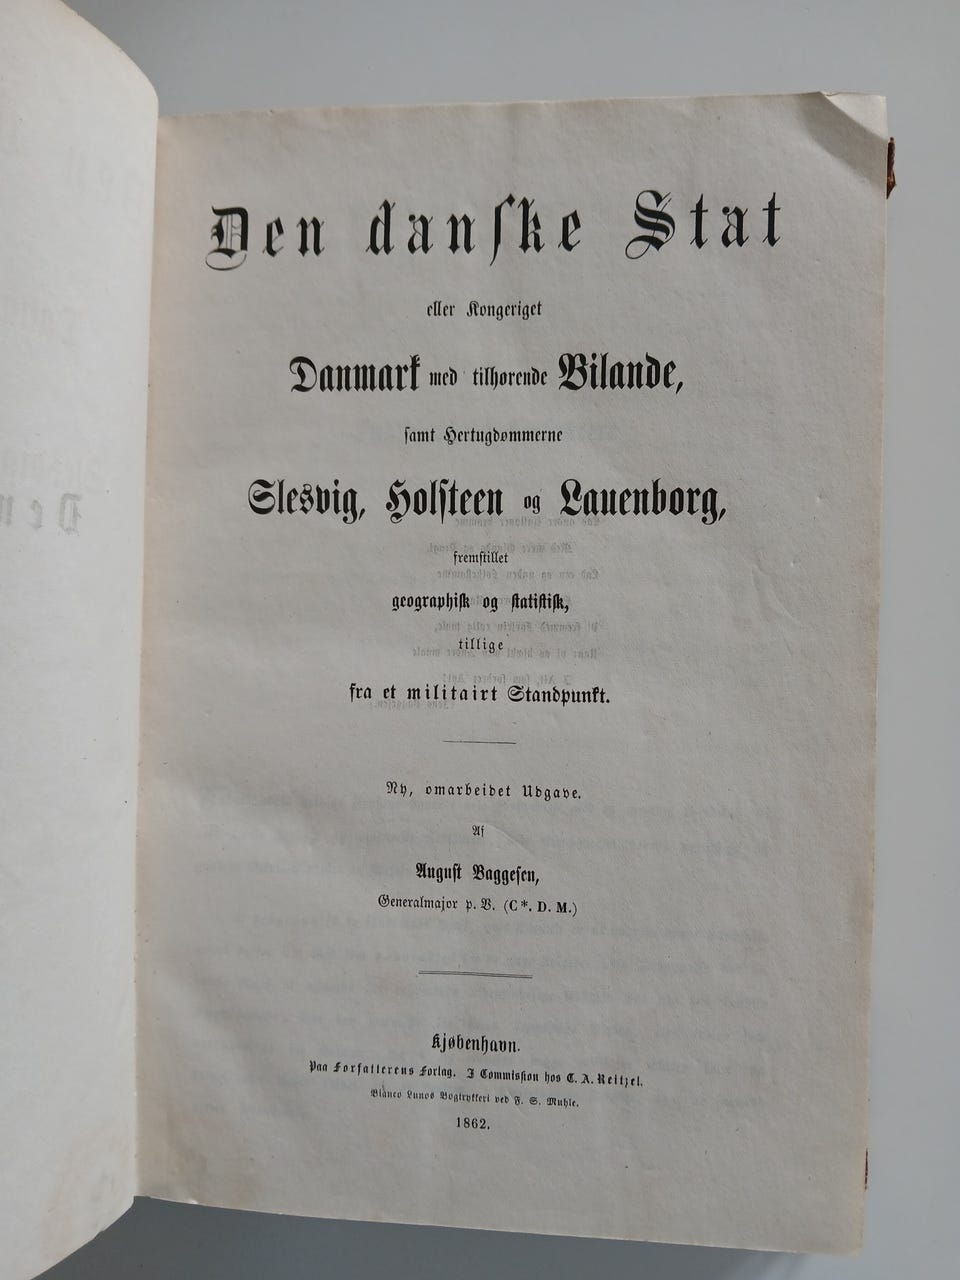 Den danske Stat
eller Kongeriget
Danmark med tilhørende Bilande,
samt Hertugdømmerne
Slesvig, Holsteen og Lauenborg,
fremstillet
geographisk og statistisk,
tillige
fra et militairt Standpunkt.
Ny, omarbeidet Udgave.
Af
August Baggesen,
Generalmajor p. V. (C*. D. M.)
Kjøbenhavn.
Paa Forfatterens Forlag. I Commission hos C. A. Reitzel.
Bianco Lunos Bogtrykkeri ved F. S. Muhle.
1862.